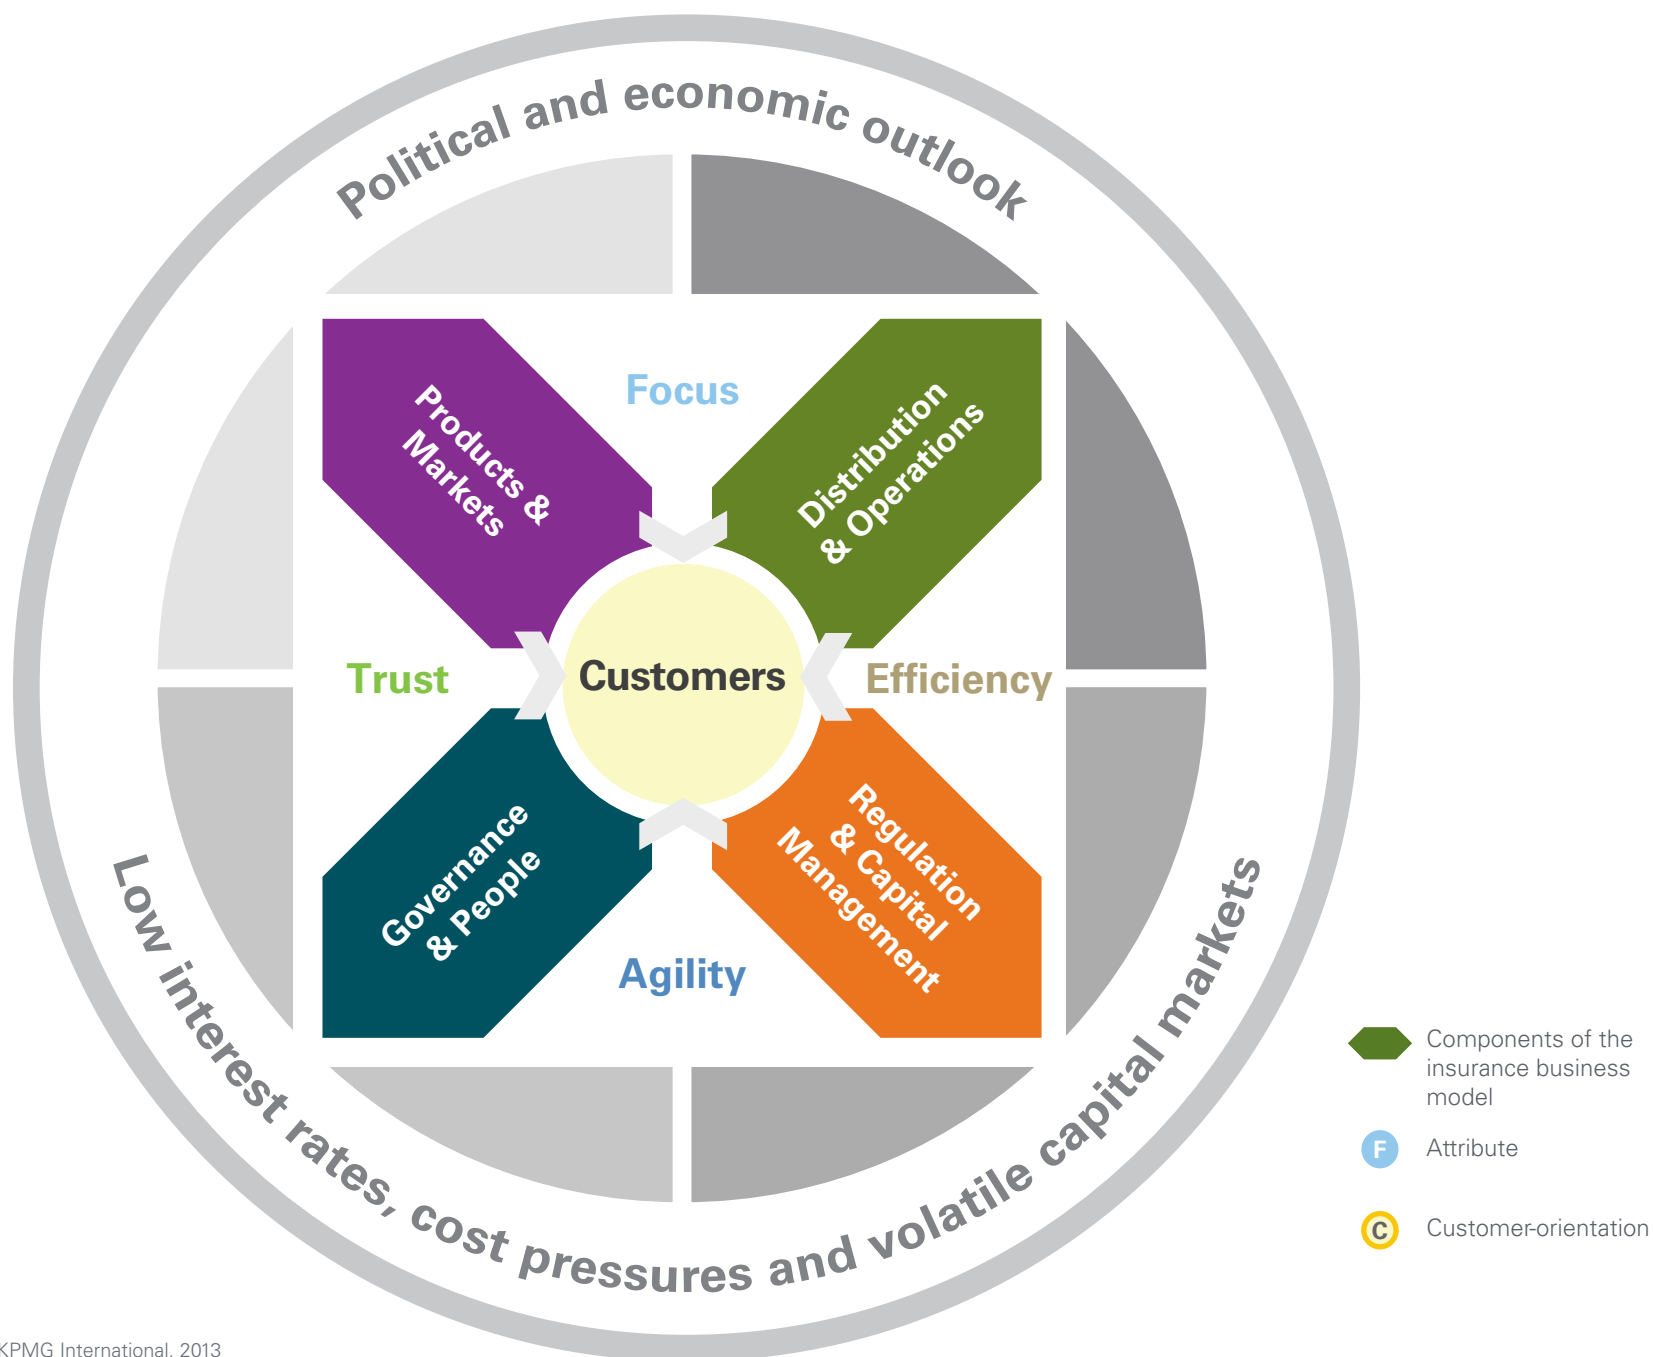 Political and economic outlook
Focus
Products &
Markets
Distribution
& Operations
Trust
Customers
Efficiency
Governance
& People
Regulation
& Capital
Management
Agility
Low interest rates, cost pressures and volatile capital markets
Components of the
insurance business
model
F
Attribute
C
Customer-orientation
KPMG International, 2013